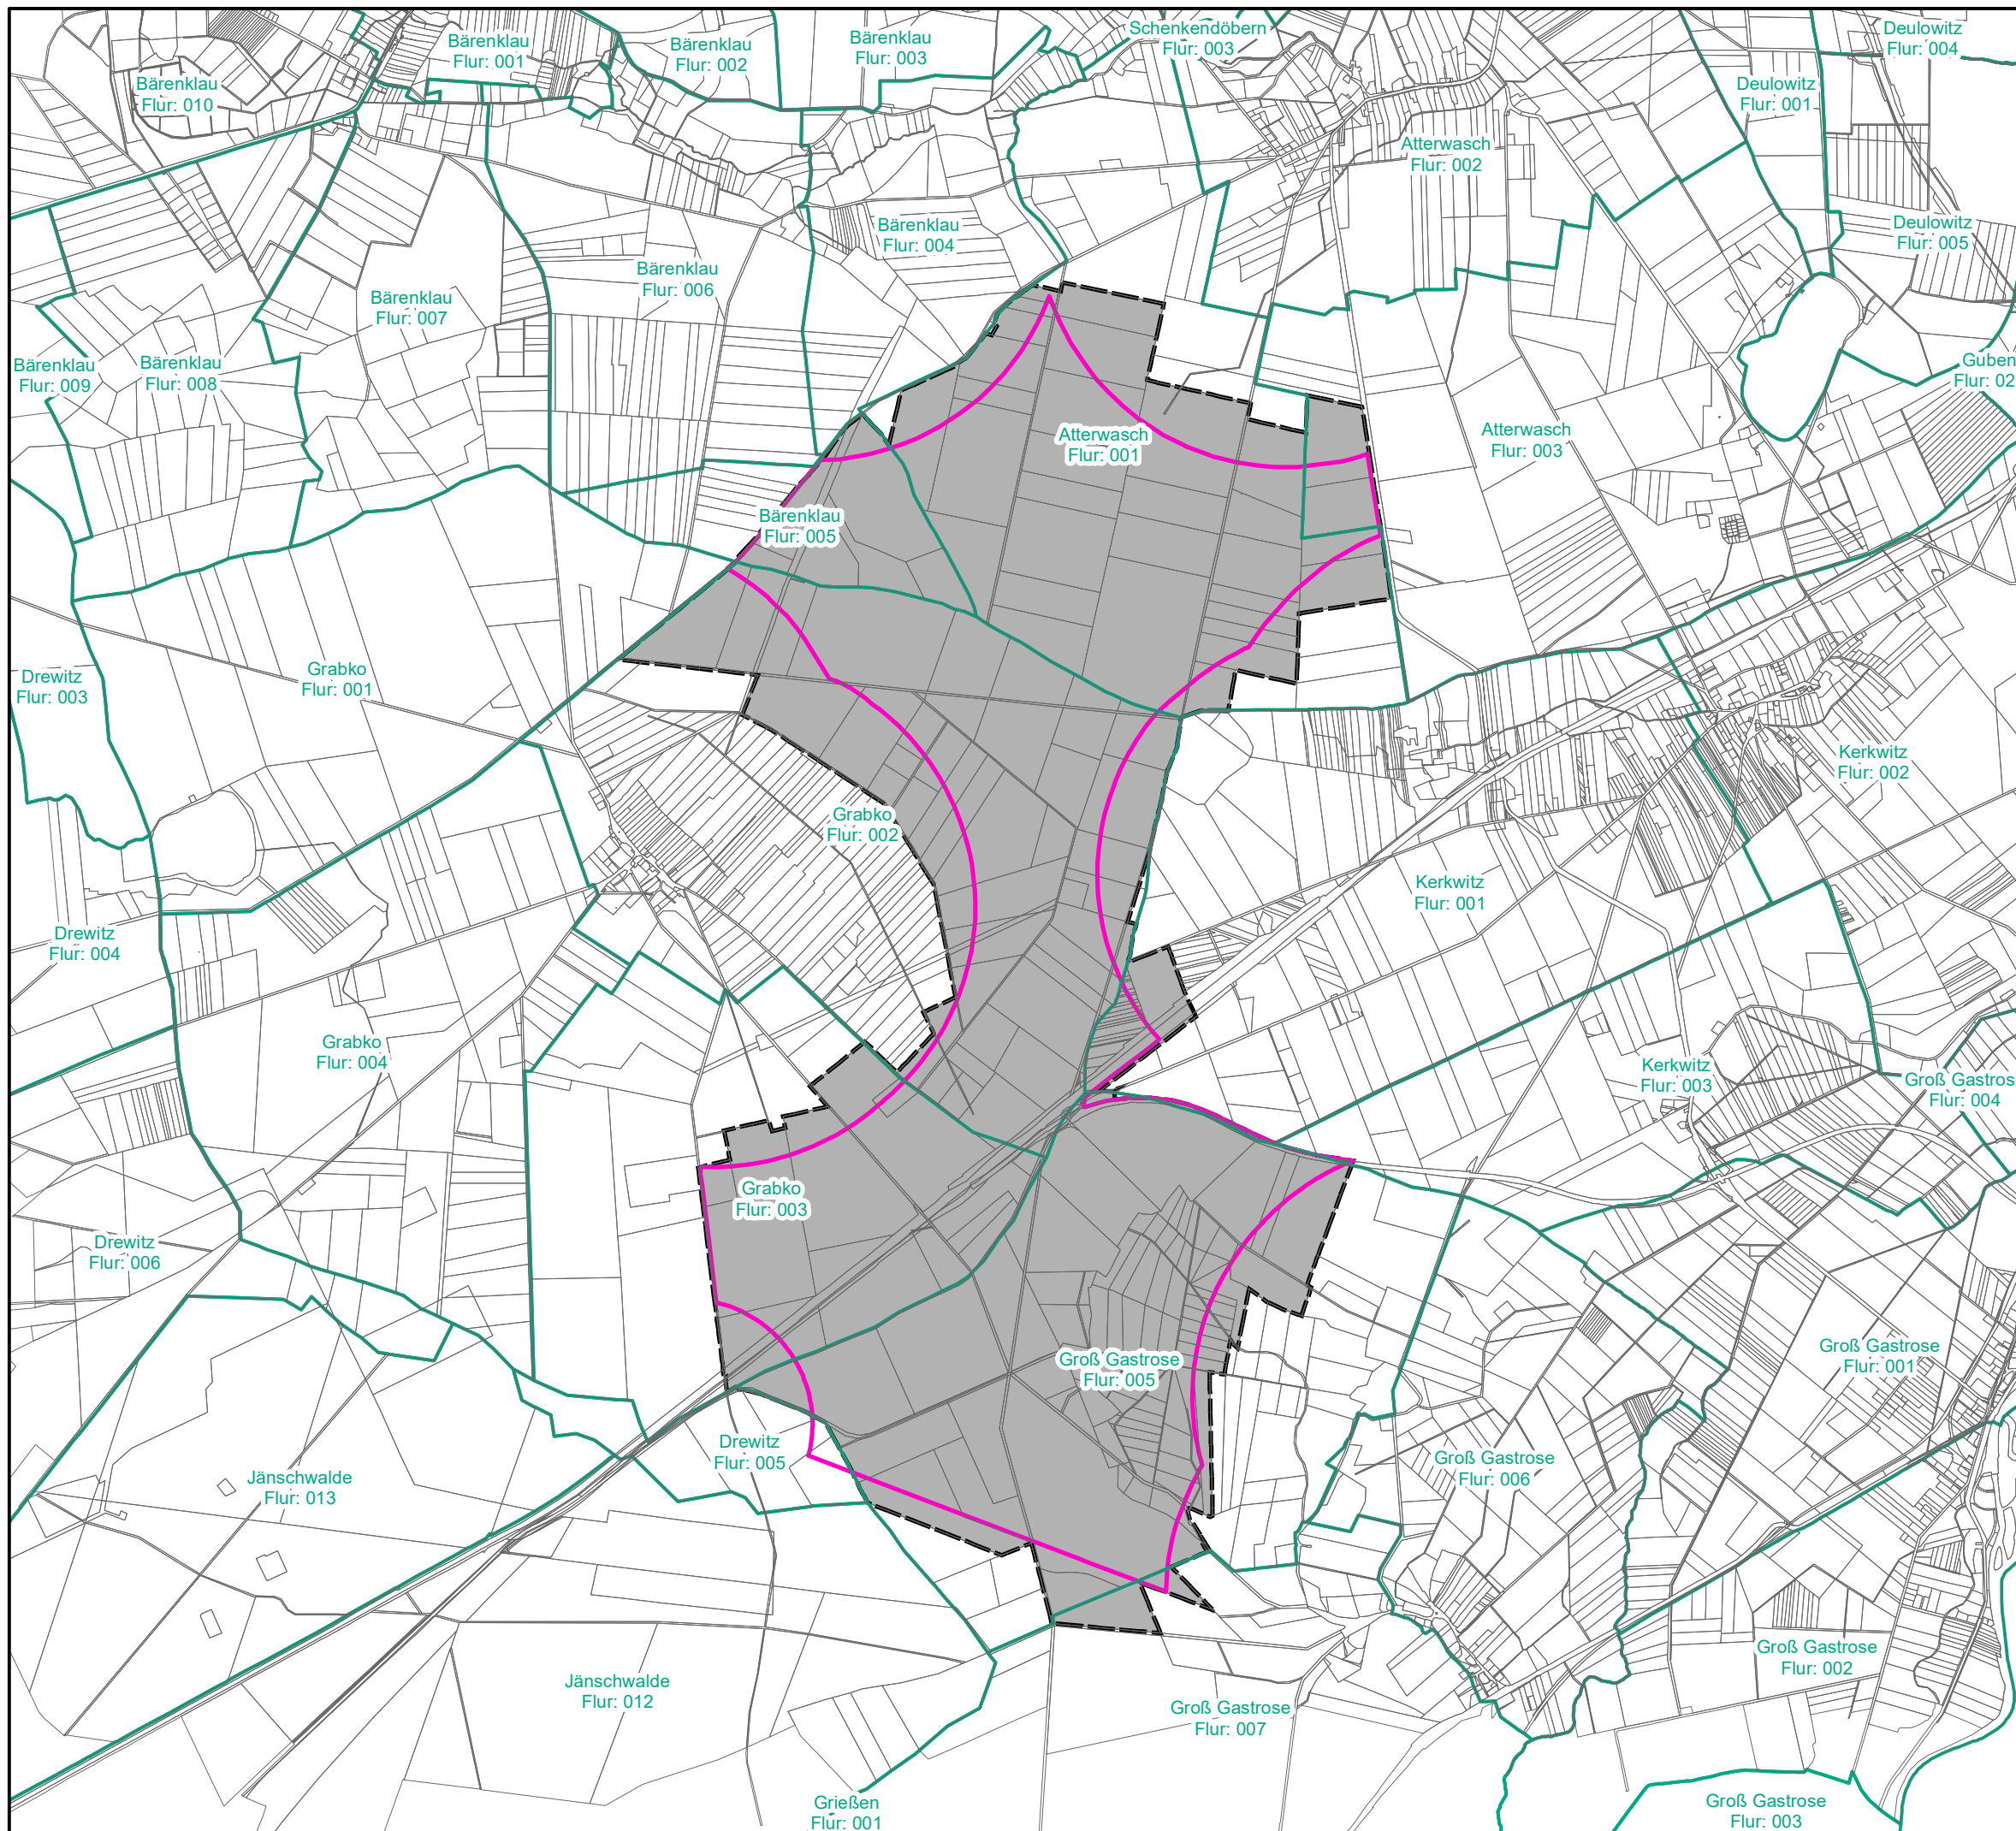 Bärenklau
Flur: 001
Bärenklau
Flur: 002
Bärenklau
Flur: 003
Schenkendöbern
Flur: 003
Deulowitz
Flur: 004
Bärenklau
Flur: 010
Deulowitz
Flur: 001
Atterwasch
Flur: 002
Bärenklau
Flur: 004
Deulowitz
Flur: 005
Bärenklau
Flur: 006
Bärenklau
Flur: 007
Bärenklau
Flur: 009
Bärenklau
Flur: 008
Guben
Flur: 02
Atterwasch
Flur: 001
Atterwasch
Flur: 003
Bärenklau
Flur: 005
Grabko
Flur: 001
Drewitz
Flur: 003
Kerkwitz
Flur: 002
Grabko
Flur: 002
Kerkwitz
Flur: 001
Drewitz
Flur: 004
Grabko
Flur: 004
Kerkwitz
Flur: 003
Groß Gastros
Flur: 004
Grabko
Flur: 003
Drewitz
Flur: 006
Groß Gastrose
Flur: 005
Groß Gastrose
Flur: 001
Drewitz
Flur: 005
Groß Gastrose
Flur: 006
Jänschwalde
Flur: 013
Groß Gastrose
Flur: 002
Jänschwalde
Flur: 012
Groß Gastrose
Flur: 007
Grießen
Flur: 001
Groß Gastrose
Flur: 003